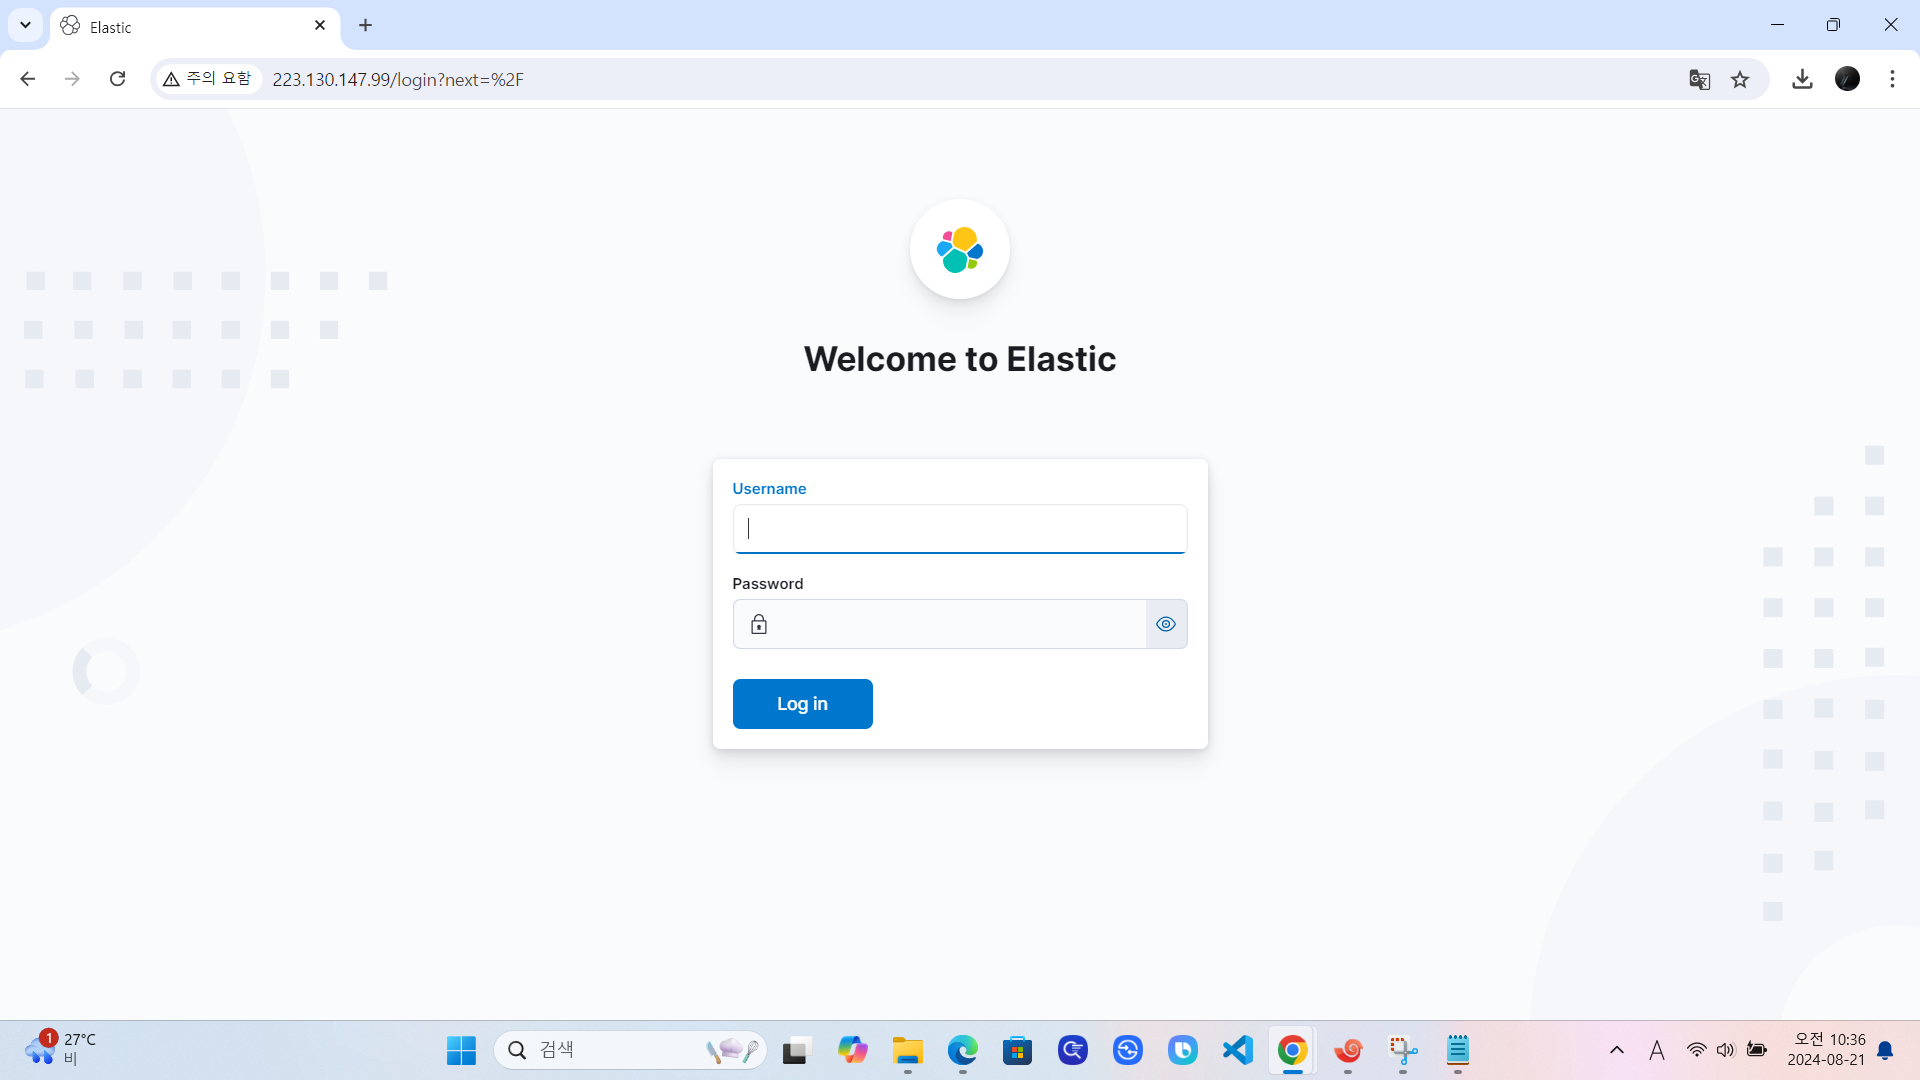 Elastic
주의 요함
223.130.147.99/login?next=%2F
Welcome to Elastic
Username
Password
Log in
1
27°C
비
검색
A
오전 10:36
2024-08-21